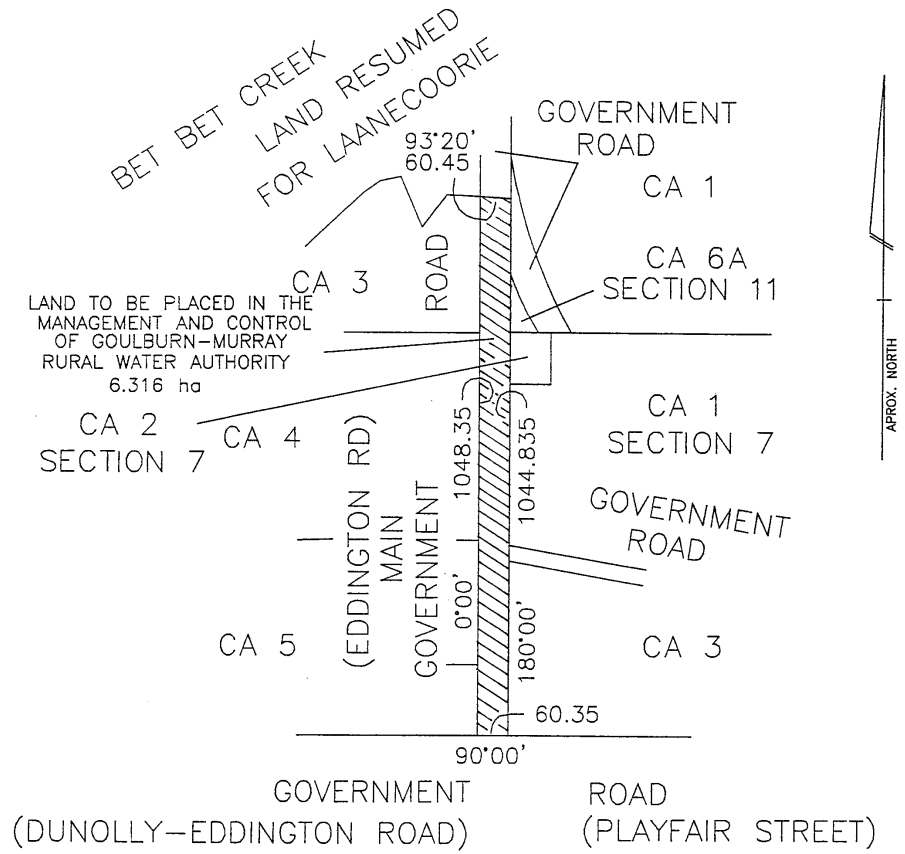 BET BET CREEK
LAND RESUMED
FOR LAANECOORIE
93°20'
60.45
GOVERNMENT
ROAD
CA 1
CA 3
ROAD
CA 6A
SECTION 11
LAND TO BE PLACED IN THE
MANAGEMENT AND CONTROL
OF GOULBURN-MURRAY
RURAL WATER AUTHORITY
6.316 ha
APROX. NORTH
CA 2
SECTION 7
CA 4
(EDDINGTON RD)
MAIN
GOVERNMENT
1048.35
0°00'
1044.835
180°00'
CA 1
SECTION 7
GOVERNMENT
ROAD
CA 5
CA 3
60.35
90°00'
GOVERNMENT ROAD
(DUNOLLY-EDDINGTON ROAD) (PLAYFAIR STREET)